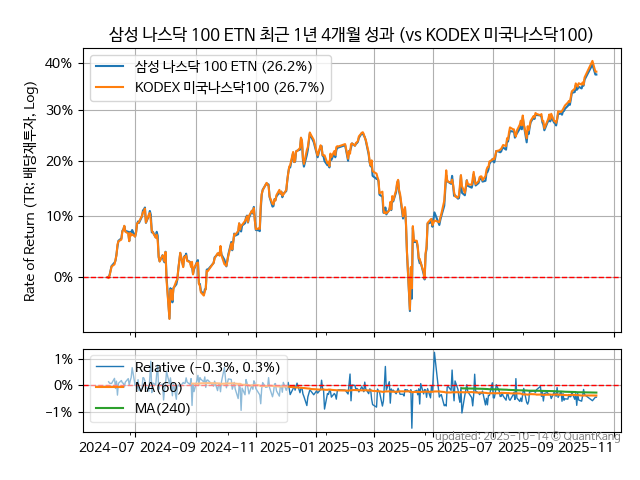 삼성 나스닥 100 ETN 최근 1년 4개월 성과 (vs KODEX 미국나스닥100)
40%
30%
20%
10%
0%
Rate of Return (TR: 배당재투자, Log)
삼성 나스닥 100 ETN (26.2%)
KODEX 미국나스닥100 (26.7%)
1%
0%
−1%
Relative (−0.3%, 0.3%)
MA(60)
MA(240)
updated: 2025-10-14 © QuantKang
2024-07 2024-09 2024-11 2025-01 2025-03 2025-05 2025-07 2025-09 2025-11